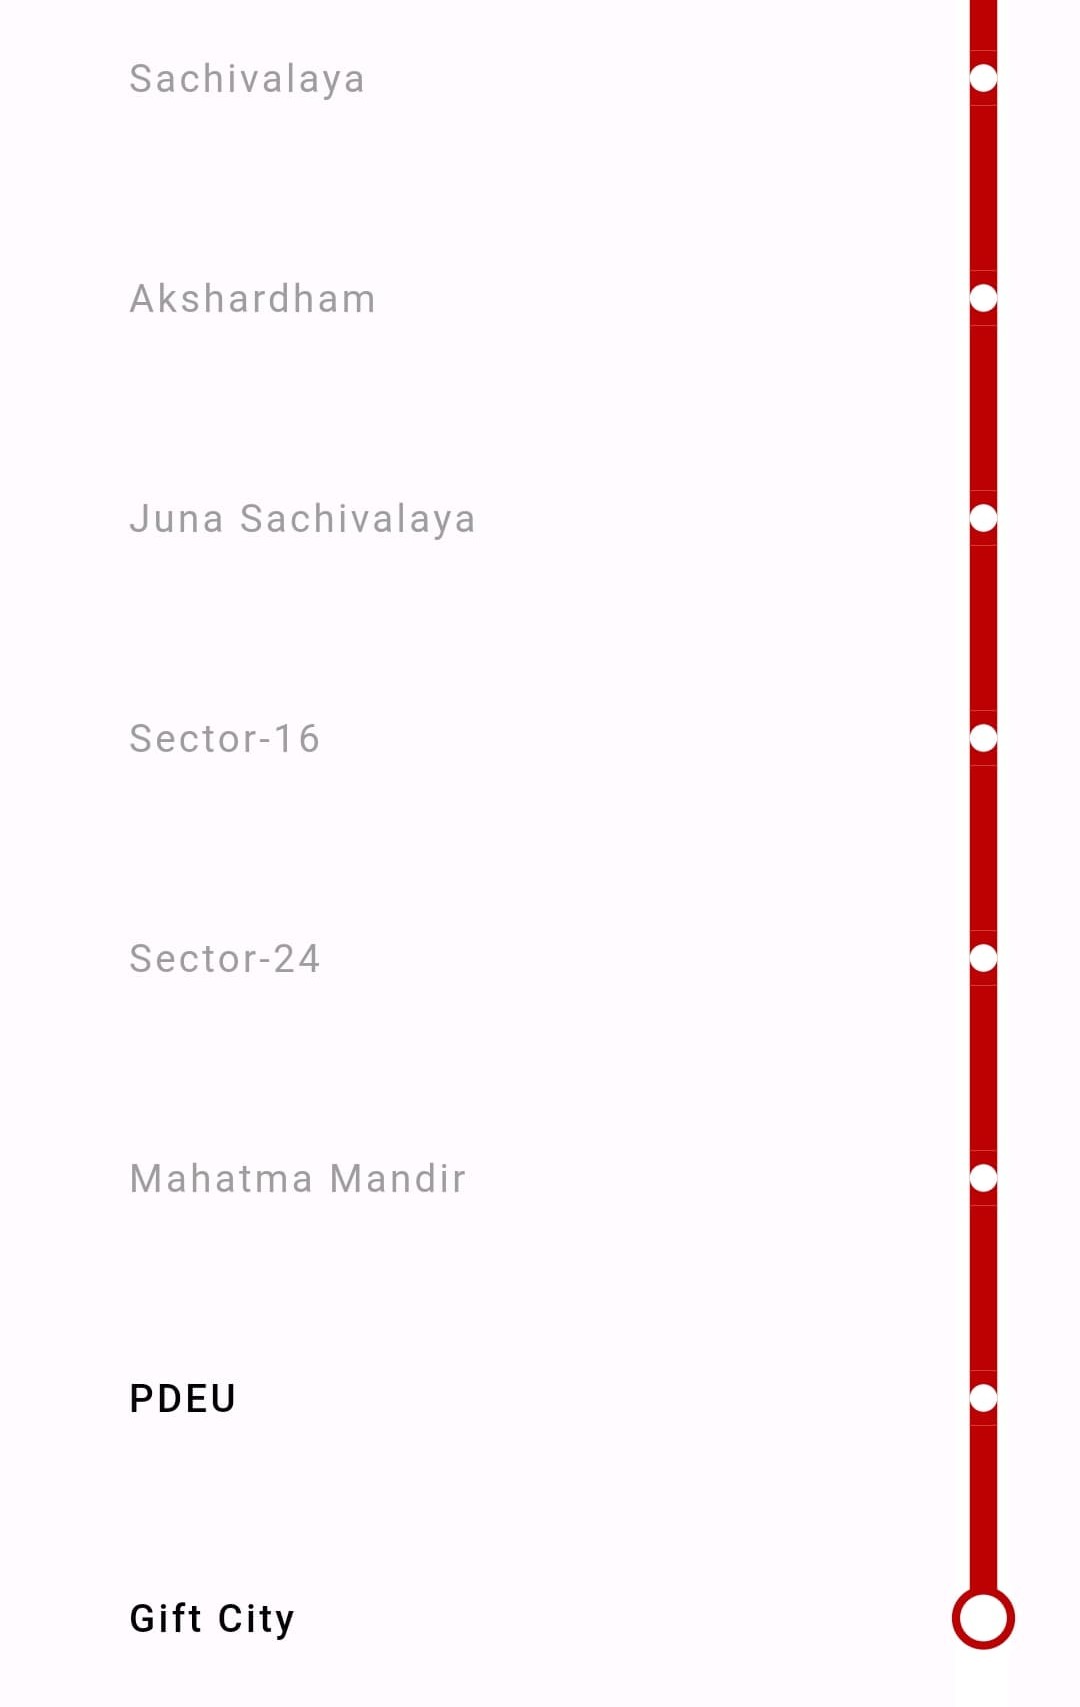 Sachivalaya
Akshardham
Juna Sachivalaya
Sector-16
Sector-24
Mahatma Mandir
PDEU
Gift City